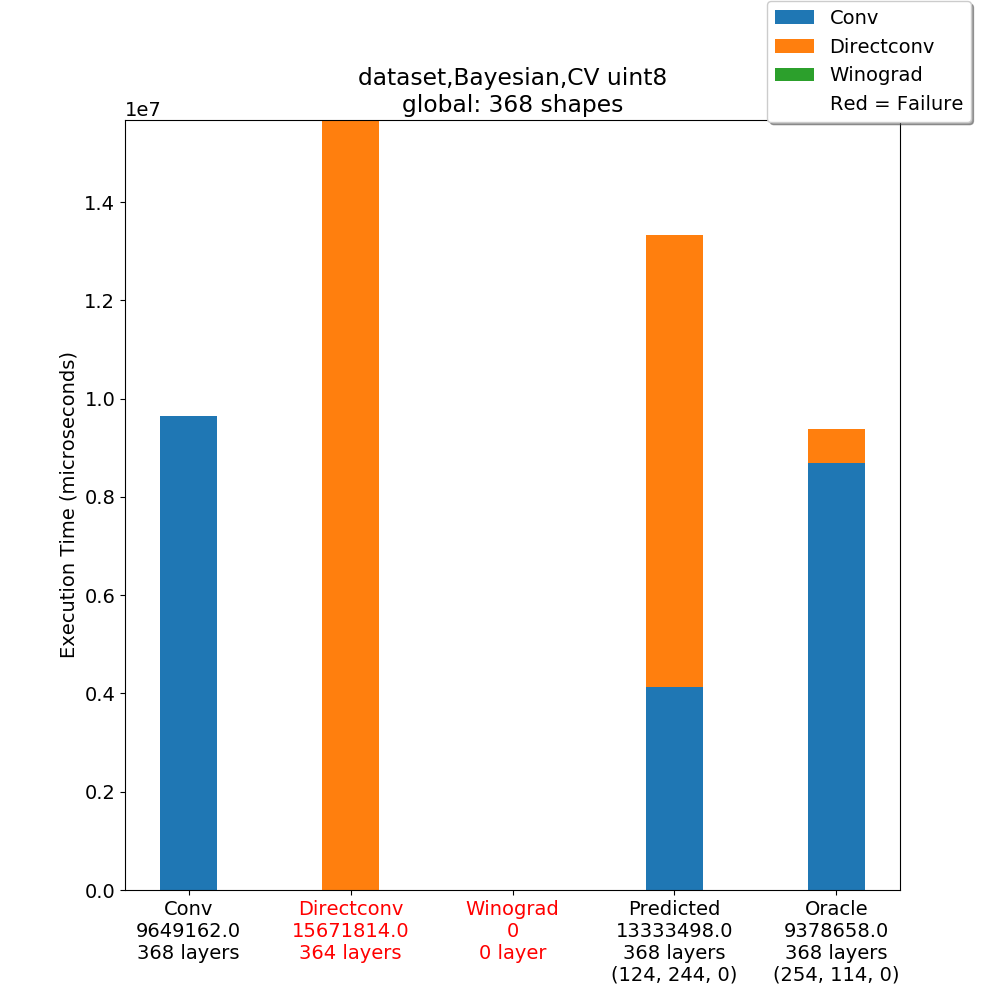 Conv
Directconv
Winograd
Red = Failure
dataset,Bayesian,CV uint8
global: 368 shapes
1e7
1.4
1.2
1.0
0.8
0.6
0.4
0.2
0.0
Execution Time (microseconds)
Conv
9649162.0
368 layers
Directconv
15671814.0
364 layers
Winograd
0
0 layer
Predicted
13333498.0
368 layers
(124, 244, 0)
Oracle
9378658.0
368 layers
(254, 114, 0)